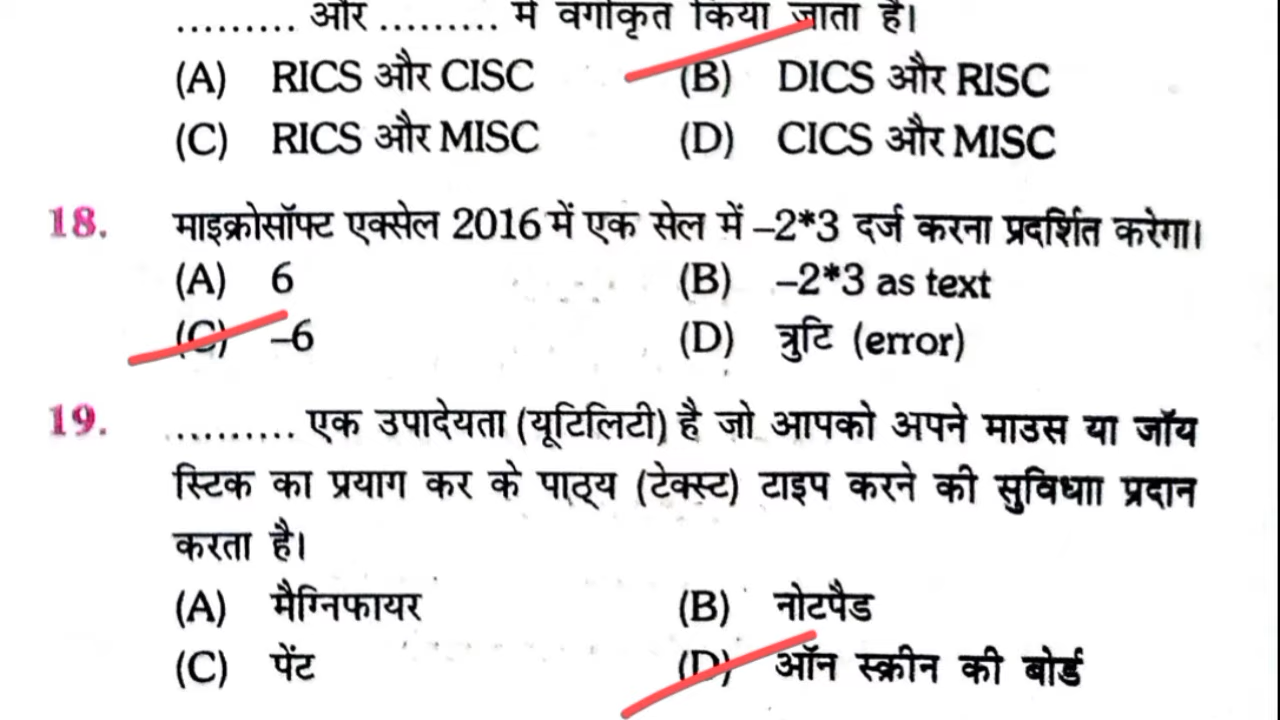 ......... और ......... में वर्गीकृत किया जाता है।
(A) RICS और CISC (B) DICS और RISC
(C) RICS और MISC (D) CICS और MISC
18. माइक्रोसॉफ्ट एक्सेल 2016 में एक सेल में –2*3 दर्ज करना प्रदर्शित करेगा।
(A) 6 (B) –2*3 as text
(C) –6 (D) त्रुटि (error)
19. .......... एक उपादेयता (यूटिलिटी) है जो आपको अपने माउस या जॉय
स्टिक का प्रयाग कर के पाठ्य (टेक्स्ट) टाइप करने की सुविधाा प्रदान
करता है।
(A) मैग्निफायर (B) नोटपैड
(C) पेंट (D) ऑन स्क्रीन की बोर्ड